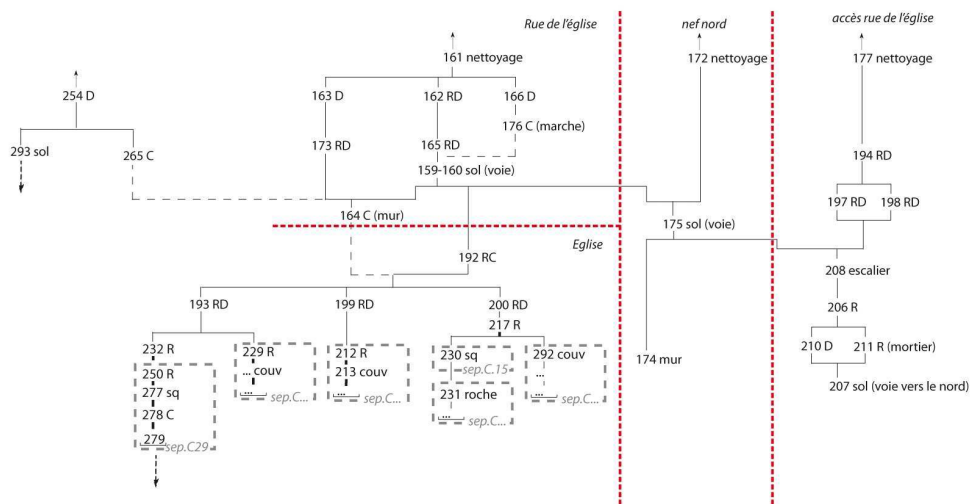 Rue de l'église
nef nord
accès rue de l'église
161 nettoyage
172 nettoyage
177 nettoyage
254 D
163 D
162 RD
166 D
176 C (marche)
293 sol
265 C
173 RD
165 RD
194 RD
159-160 sol (voie)
197 RD
198 RD
164 C (mur)
175 sol (voie)
Eglise
192 RC
208 escalier
193 RD
199 RD
200 RD
206 R
217 R
232 R
229 R
212 R
230 sq
292 couv
174 mur
210 D
211 R (mortier)
250 R
... couv
213 couv
sep.C.15
...
277 sq
...
sep.C...
...
sep.C...
231 roche
...
sep.C...
207 sol (voie vers le nord)
278 C
...
sep.C...
279
sep.C29